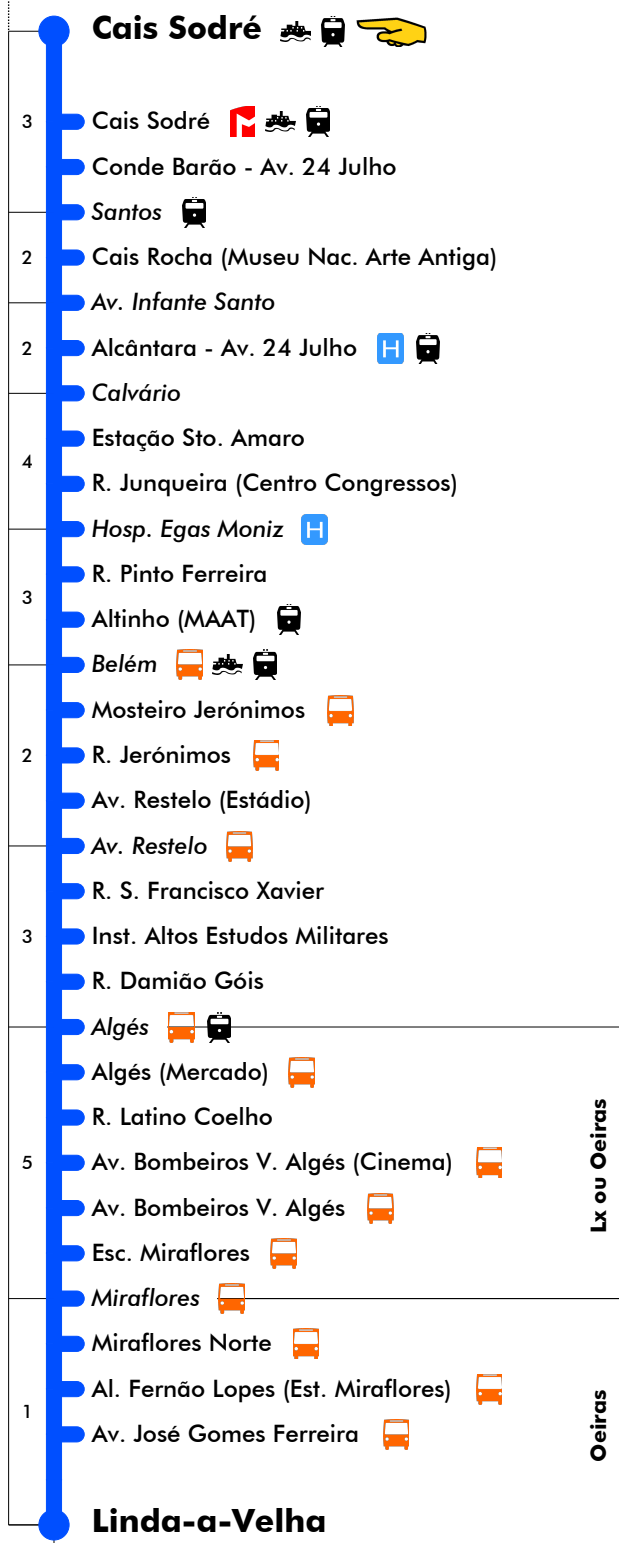 Cais Sodré
3
Cais Sodré
Conde Barão - Av. 24 Julho
Santos
2
Cais Rocha (Museu Nac. Arte Antiga)
Av. Infante Santo
2
Alcântara - Av. 24 Julho H
Calvário
Estação Sto. Amaro
4
R. Junqueira (Centro Congressos)
Hosp. Egas Moniz H
R. Pinto Ferreira
3
Altinho (MAAT)
Belém
Mosteiro Jerónimos
2
R. Jerónimos
Av. Restelo (Estádio)
Av. Restelo
R. S. Francisco Xavier
3
Inst. Altos Estudos Militares
R. Damião Góis
Algés
Algés (Mercado)
R. Latino Coelho
5
Av. Bombeiros V. Algés (Cinema)
Lx ou Oeiras
Av. Bombeiros V. Algés
Esc. Miraflores
Miraflores
Miraflores Norte
Al. Fernão Lopes (Est. Miraflores)
1
Oeiras
Av. José Gomes Ferreira
Linda-a-Velha